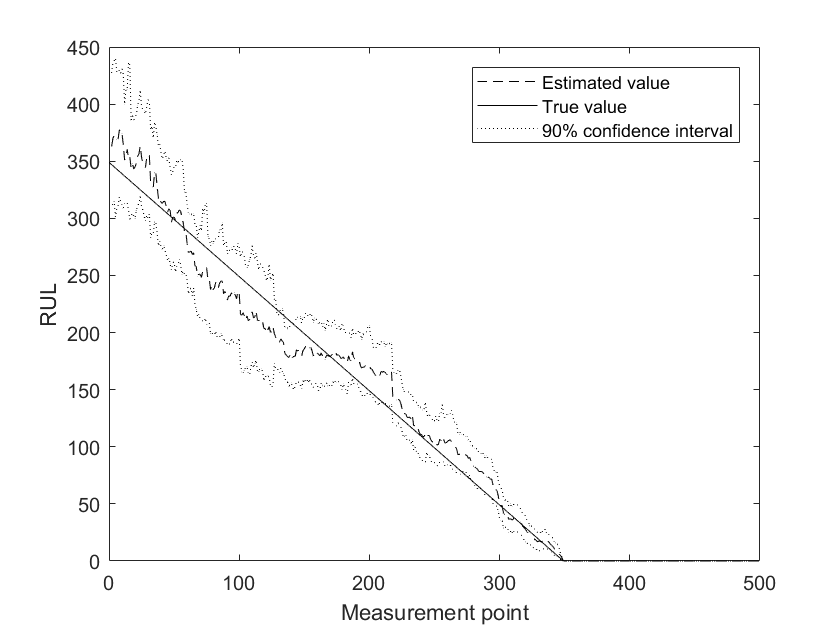 450
400
350
300
250
200
150
100
50
0
RUL
Estimated value
True value
90% confidence interval
0 100 200 300 400 500
Measurement point